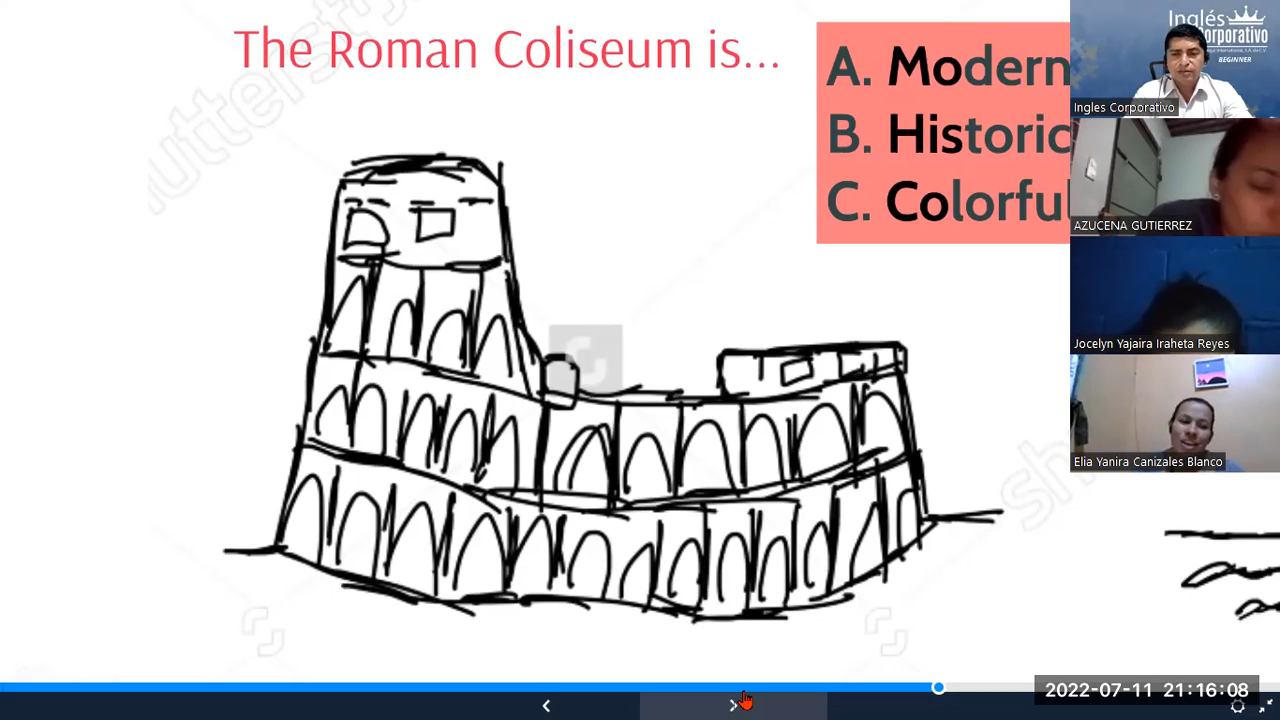 The Roman Coliseum is...
A. Modern
B. Historic
C. Colorful
Inglés
Corporativo
BEGINNER
Ingles Corporativo
AZUCENA GUTIERREZ
Jocelyn Yajaira Iraheta Reyes
Elia Yanira Canizales Blanco
2022-07-11 21:16:08